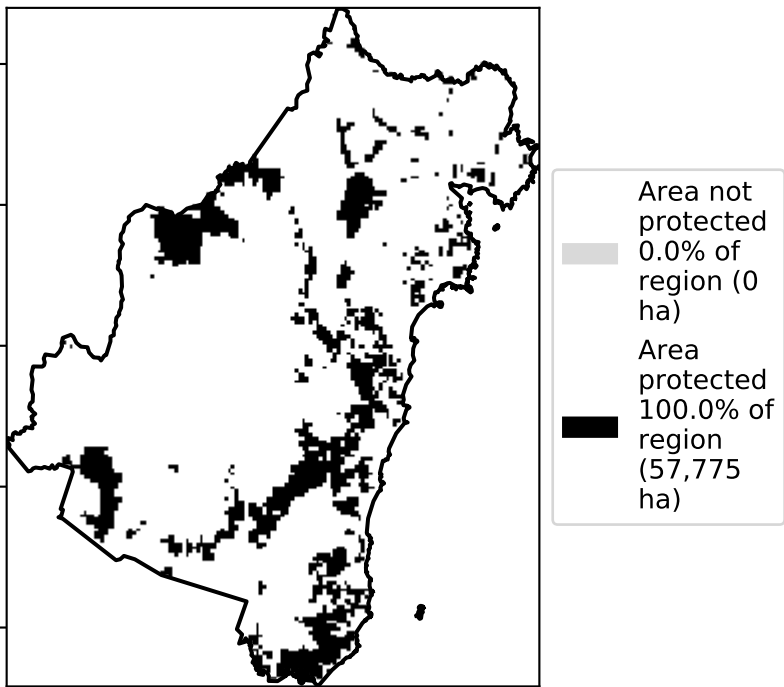 Area not
protected
0.0% of
region (0
ha)
Area
protected
100.0% of
region
(57,775
ha)